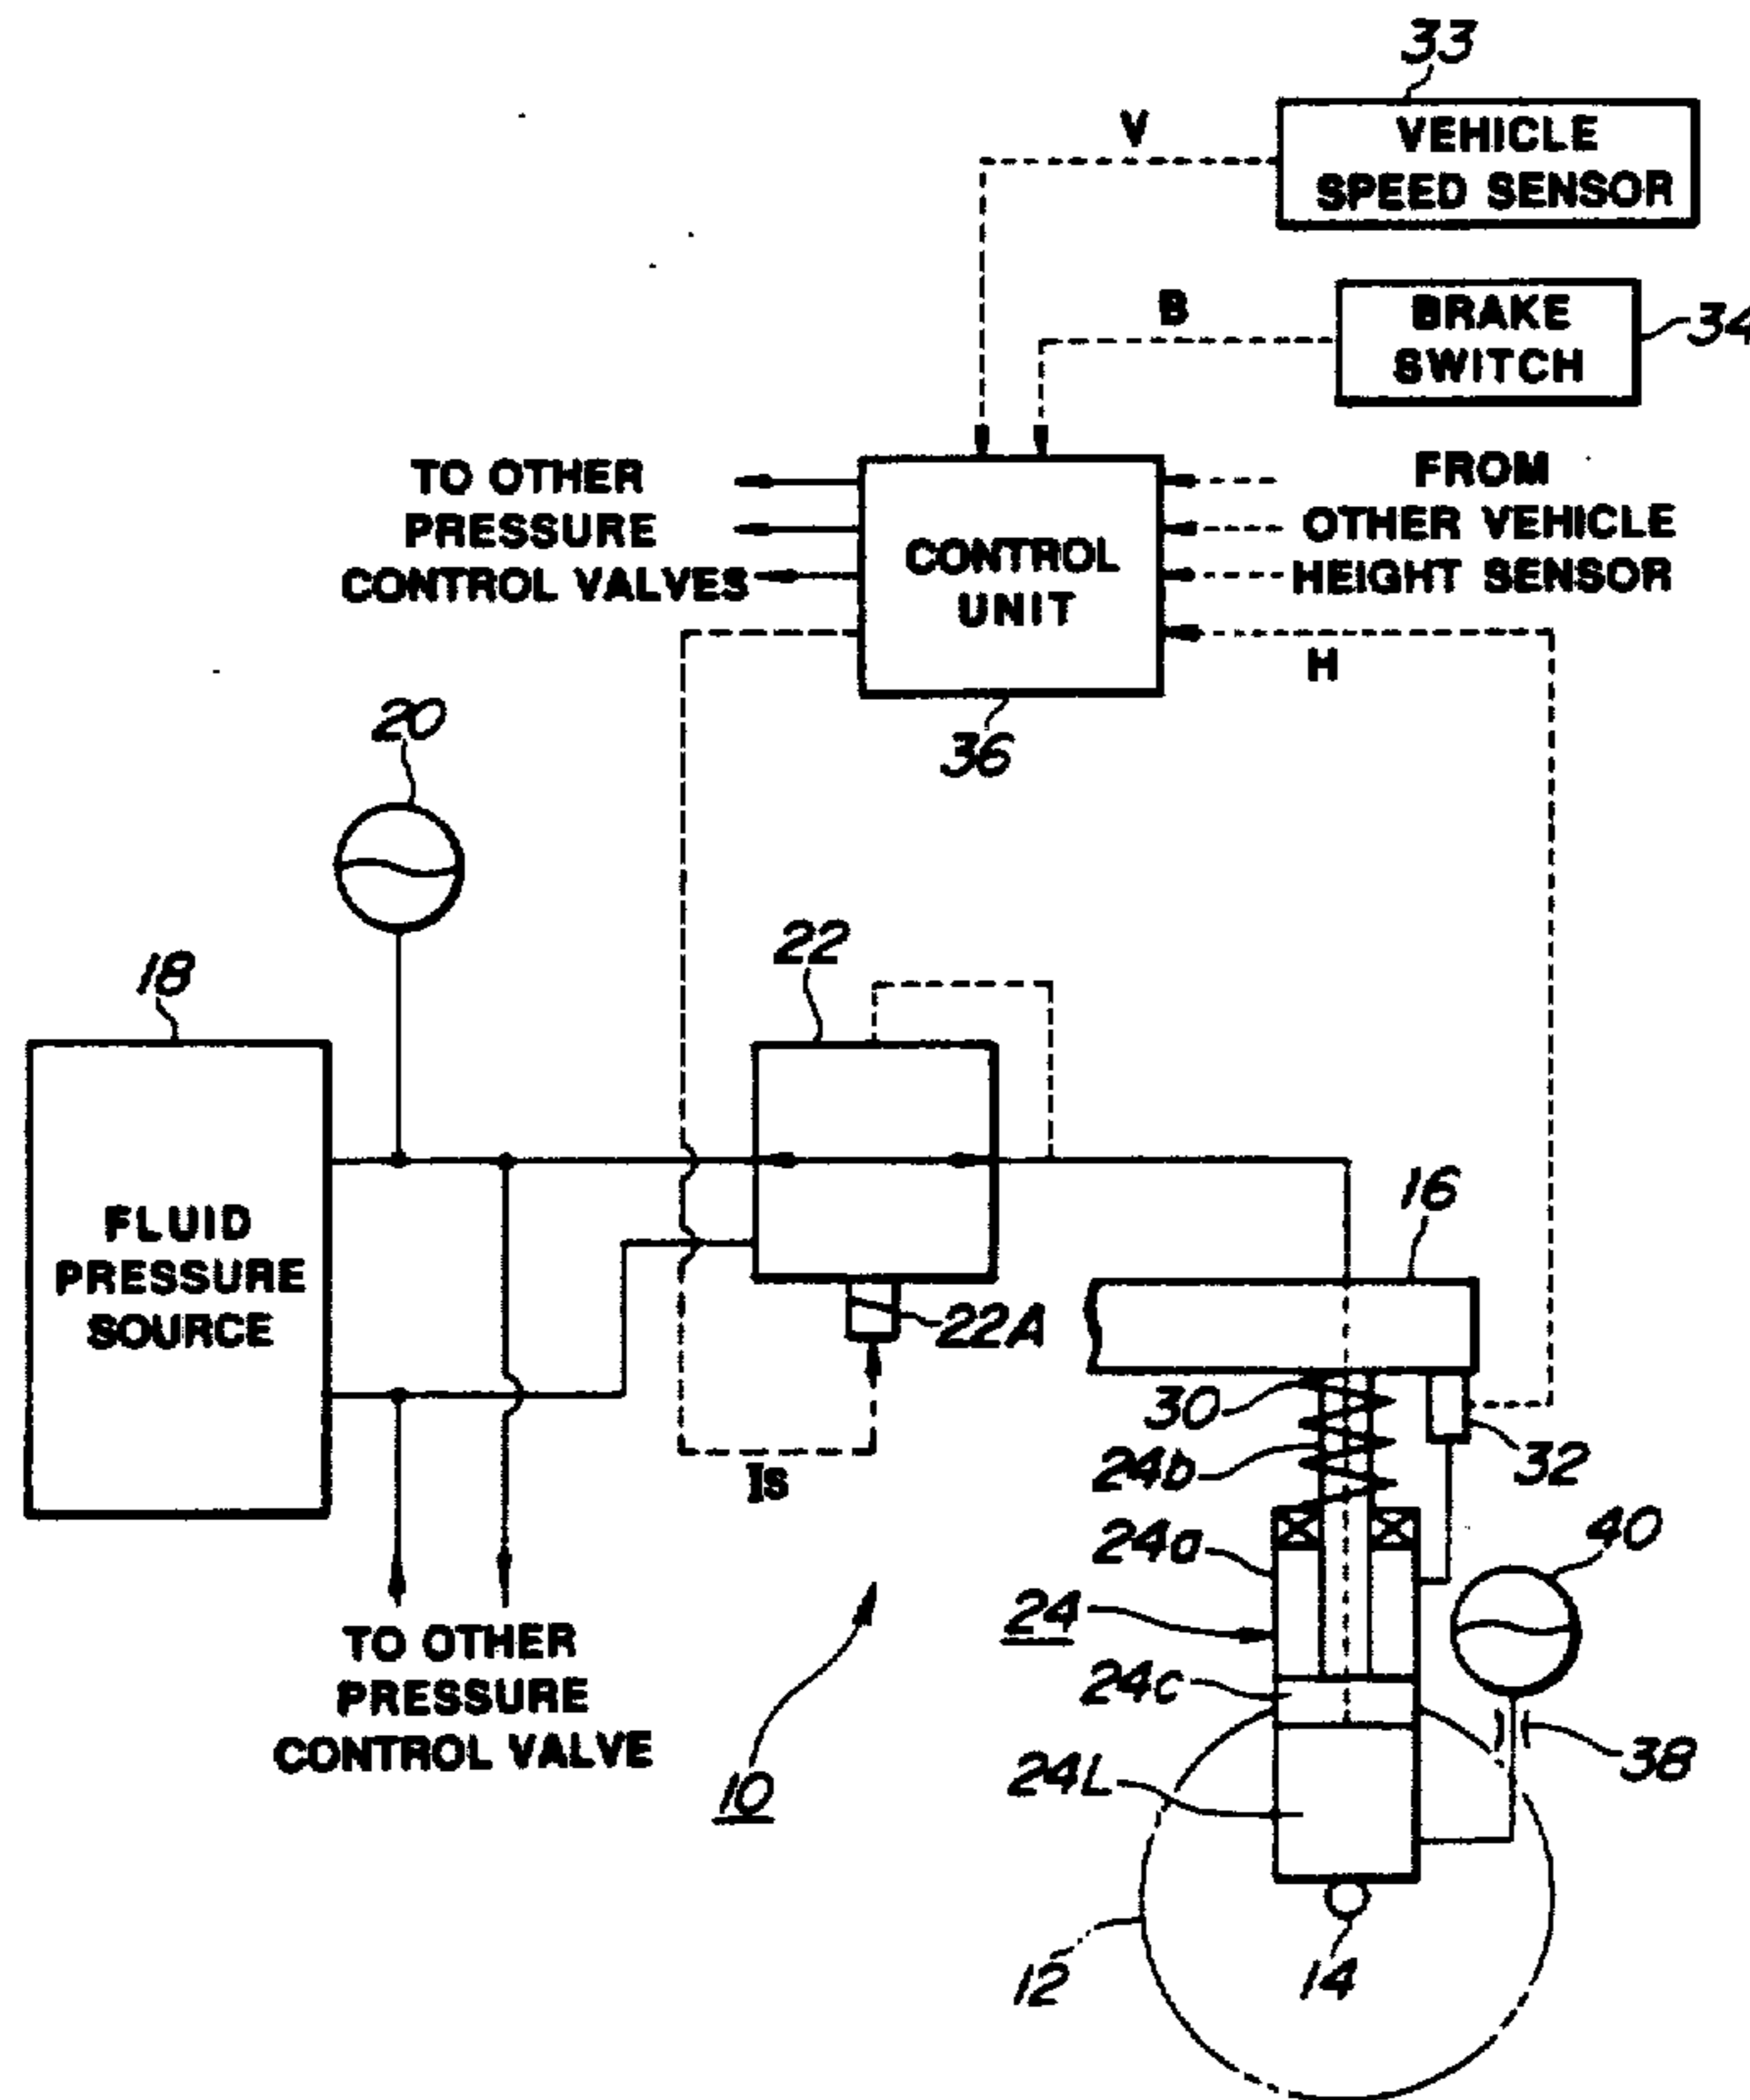 33
VEHICLE
SPEED SENSOR
V
BRAKE
SWITCH
34
B
TO OTHER
PRESSURE
CONTROL VALVES
CONTROL
UNIT
FROM
OTHER VEHICLE
HEIGHT SENSOR
H
36
20
22
18
FLUID
PRESSURE
SOURCE
16
22A
30
24b
32
Is
24a
40
24
TO OTHER
PRESSURE
CONTROL VALVE
24c
38
24L
10
12
14